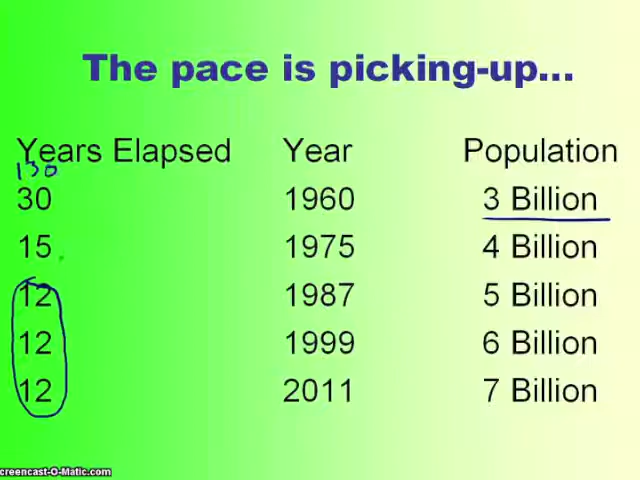 The pace is picking-up...
Years Elapsed Year Population
130
30 1960 3 Billion
15 1975 4 Billion
12 1987 5 Billion
12 1999 6 Billion
12 2011 7 Billion
creencast-O-Matic.com